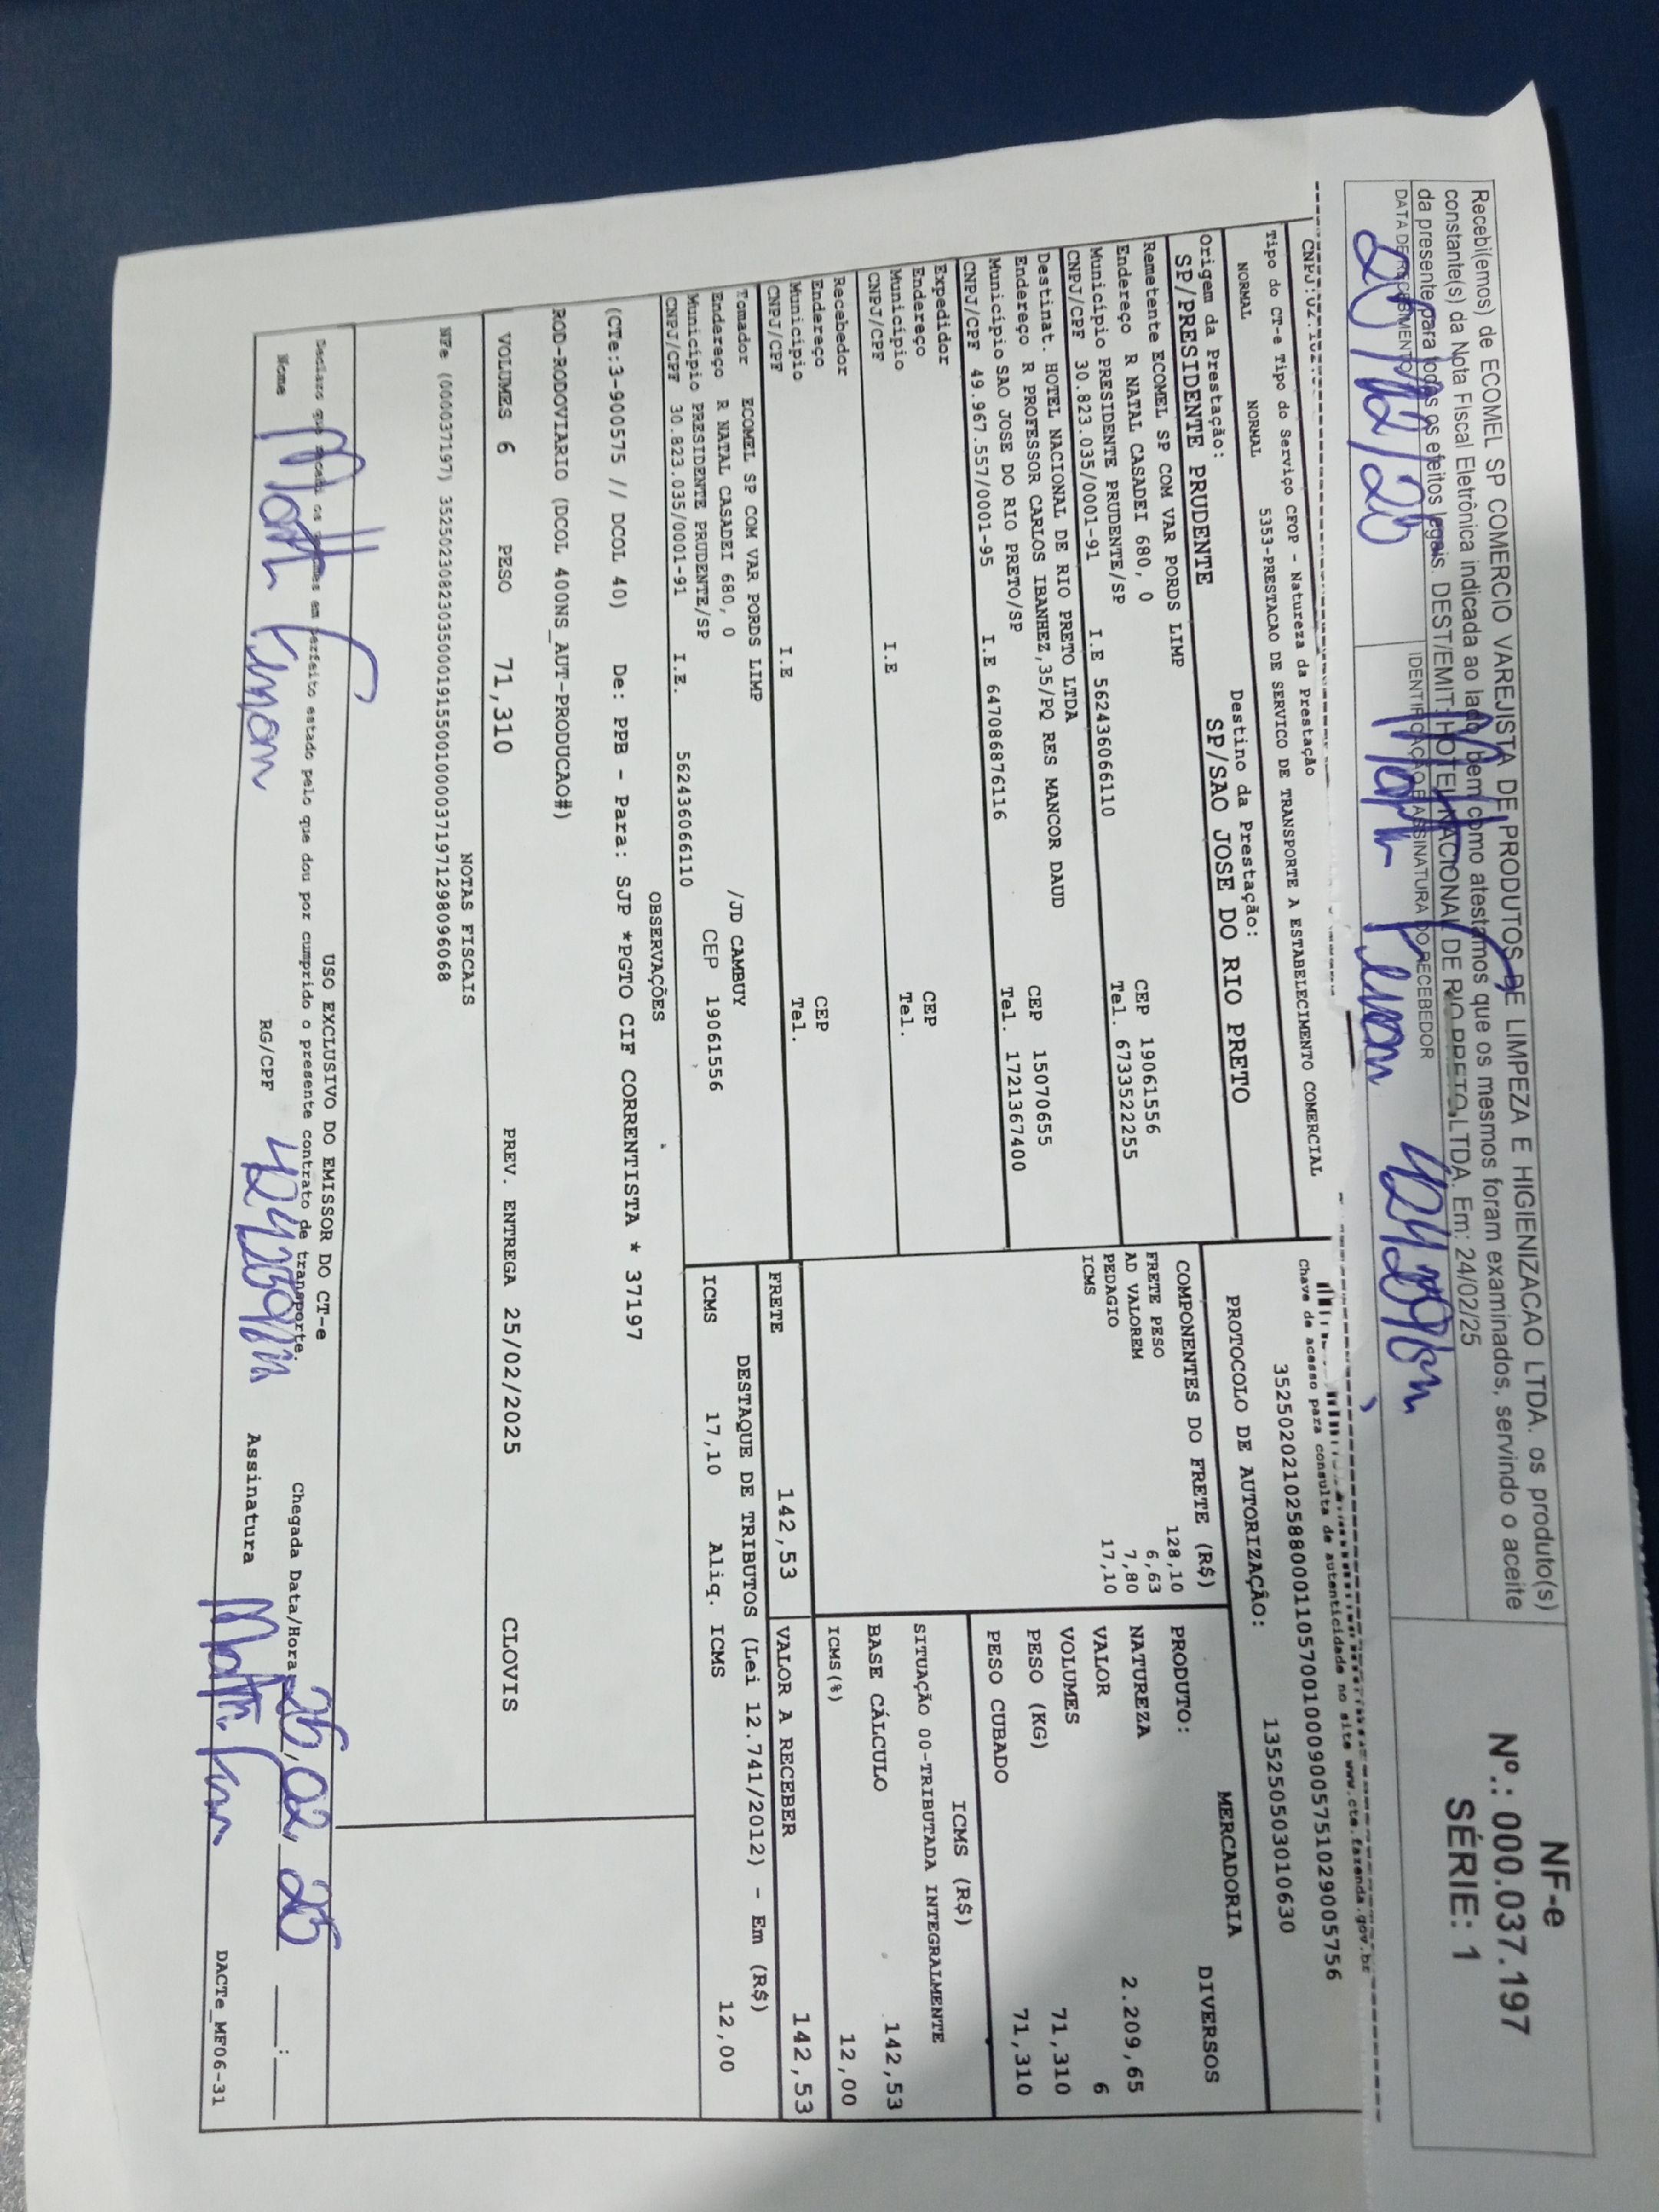 Recebi(emos) de ECOMEL SP COMERCIO VAREJISTA DE PRODUTOS DE LIMPEZA E HIGIENIZACAO LTDA. os produto(s)
constante(s) da Nota Fiscal Eletrônica indicada ao lado, bem como atestamos que os mesmos foram examinados, servindo o aceite
da presente para todos os efeitos legais. DEST/EMIT: HOTEL NACIONAL DE RIO PRETO LTDA. Em: 24/02/25
DATA DE RECEBIMENTO
IDENTIFICAÇÃO E ASSINATURA DO RECEBEDOR
NF-e
Nº.: 000.037.197
SÉRIE: 1
Chave de acesso para consulta de autenticidade no site www.cte.fazenda.gov.br
35250202102588000110570010009005751029005756
Tipo do CT-e Tipo do Serviço CFOP - Natureza da Prestação
NORMAL NORMAL 5353-PRESTACAO DE SERVICO DE TRANSPORTE A ESTABELECIMENTO COMERCIAL
PROTOCOLO DE AUTORIZAÇÃO: 135250503010630
Origem da Prestação: Destino da Prestação:
SP/PRESIDENTE PRUDENTE SP/SAO JOSE DO RIO PRETO
Remetente ECOMEL SP COM VAR PORDS LIMP
Endereço R NATAL CASADEI 680, 0 CEP 19061556
Município PRESIDENTE PRUDENTE/SP Tel. 6733522255
CNPJ/CPF 30.823.035/0001-91 I.E 562436066110
Destinat. HOTEL NACIONAL DE RIO PRETO LTDA
Endereço R PROFESSOR CARLOS IBANHEZ,35/PQ RES MANCOR DAUD CEP 15070655
Município SAO JOSE DO RIO PRETO/SP Tel. 1721367400
CNPJ/CPF 49.967.557/0001-95 I.E 647086876116
Expedidor
Endereço CEP
Município Tel.
CNPJ/CPF I.E
Recebedor
Endereço CEP
Município Tel.
CNPJ/CPF I.E
Tomador ECOMEL SP COM VAR PORDS LIMP
Endereço R NATAL CASADEI 680, 0 /JD CAMBUY
Município PRESIDENTE PRUDENTE/SP CEP 19061556
CNPJ/CPF 30.823.035/0001-91 I.E. 562436066110
COMPONENTES DO FRETE (R$)
FRETE PESO 128,10
AD VALOREM 6,63
PEDAGIO 7,80
ICMS 17,10
MERCADORIA
PRODUTO: DIVERSOS
NATUREZA
VALOR 2.209,65
VOLUMES 6
PESO (KG) 71,310
PESO CUBADO 71,310
ICMS (R$)
SITUAÇÃO 00-TRIBUTADA INTEGRALMENTE
BASE CÁLCULO 142,53
ICMS(%) 12,00
FRETE 142,53 VALOR A RECEBER 142,53
DESTAQUE DE TRIBUTOS (Lei 12.741/2012) - Em (R$)
ICMS 17,10 Aliq. ICMS 12,00
OBSERVAÇÕES
(CTe:3-900575 // DCOL 40) De: PPB - Para: SJP *PGTO CIF CORRENTISTA * 37197
ROD-RODOVIARIO (DCOL 400NS_AUT-PRODUCAO#)
VOLUMES 6 PESO 71,310 PREV. ENTREGA 25/02/2025 CLOVIS
NOTAS FISCAIS
NFe (000037197) 35250230823035000191550010000371971298096068
USO EXCLUSIVO DO EMISSOR DO CT-e
Declaro que recebi os volumes em perfeito estado pelo que dou por cumprido o presente contrato de transporte.
Chegada Data/Hora 26, 02, 25 :
Nome RG/CPF Assinatura
DACTe_MF06-31